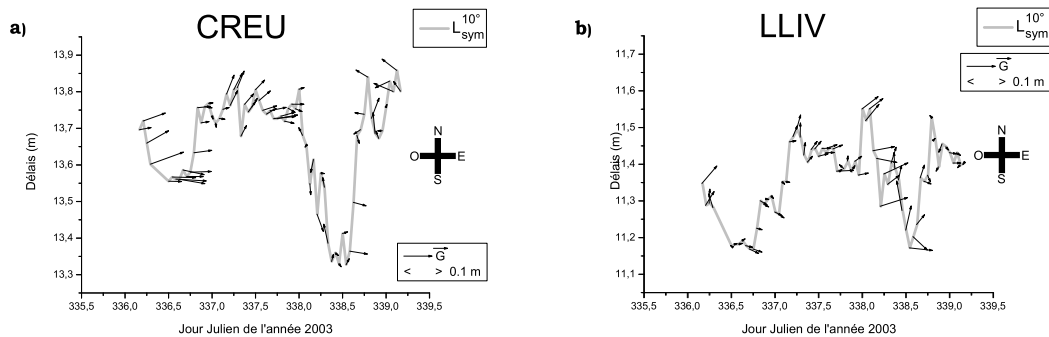 a)
CREU
L sym 10°
13,9
13,8
13,7
13,6
13,5
13,4
13,3
Délais (m)
N
O E
S
G
< > 0.1 m
335,5 336,0 336,5 337,0 337,5 338,0 338,5 339,0 339,5
Jour Julien de l'année 2003
b)
LLIV
L sym 10°
G
< > 0.1 m
11,7
11,6
11,5
11,4
11,3
11,2
11,1
Délais (m)
N
O E
S
335,5 336,0 336,5 337,0 337,5 338,0 338,5 339,0 339,5
Jour Julien de l'année 2003